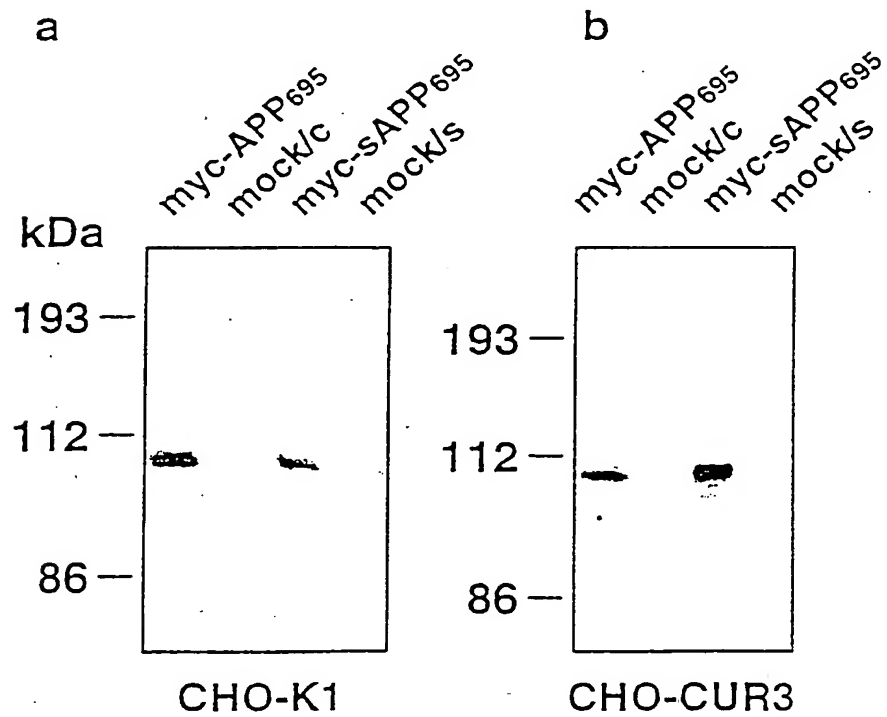 a
myc-APP695
mock/c
myc-sAPP695
mock/s
kDa
193
112
86
CHO-K1
b
myc-APP695
mock/c
myc-sAPP695
mock/s
193
112
86
CHO-CUR3